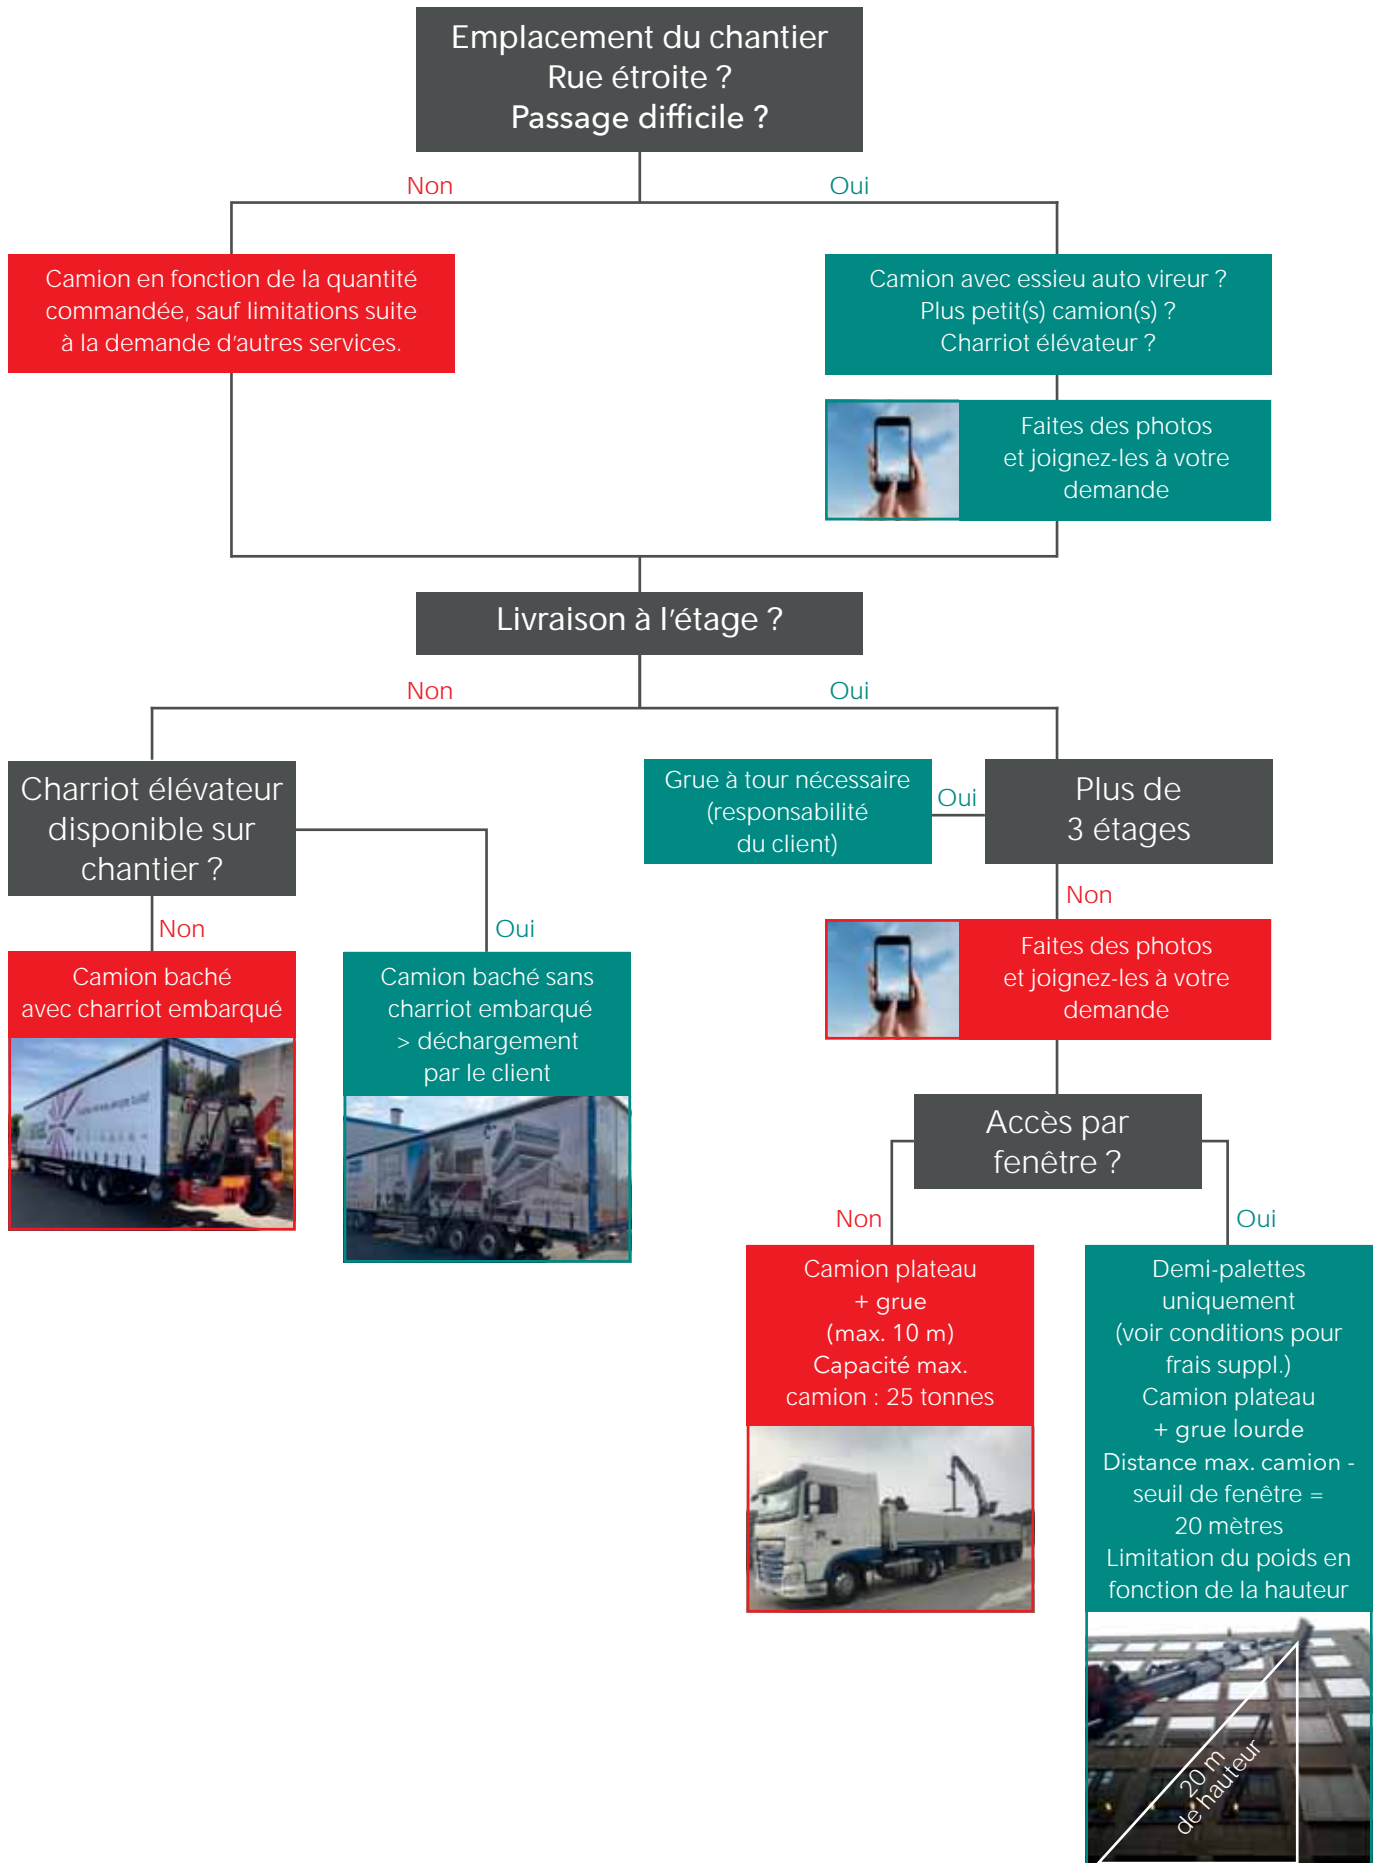 Emplacement du chantier
Rue étroite ?
Passage difficile ?
Non
Oui
Camion en fonction de la quantité
commandée, sauf limitations suite
à la demande d'autres services.
Camion avec essieu auto vireur ?
Plus petit(s) camion(s) ?
Charriot élévateur ?
Faites des photos
et joignez-les à votre
demande
Livraison à l'étage ?
Non
Oui
Charriot élévateur
disponible sur
chantier ?
Non
Oui
Camion baché
avec charriot embarqué
Camion baché sans
charriot embarqué
> déchargement
par le client
Grue à tour nécessaire
(responsabilité
du client)
Oui
Plus de
3 étages
Non
Faites des photos
et joignez-les à votre
demande
Accès par
fenêtre ?
Non
Oui
Camion plateau
+ grue
(max. 10 m)
Capacité max.
camion : 25 tonnes
Demi-palettes
uniquement
(voir conditions pour
frais suppl.)
Camion plateau
+ grue lourde
Distance max. camion -
seuil de fenêtre =
20 mètres
Limitation du poids en
fonction de la hauteur
20 m
de hauteur